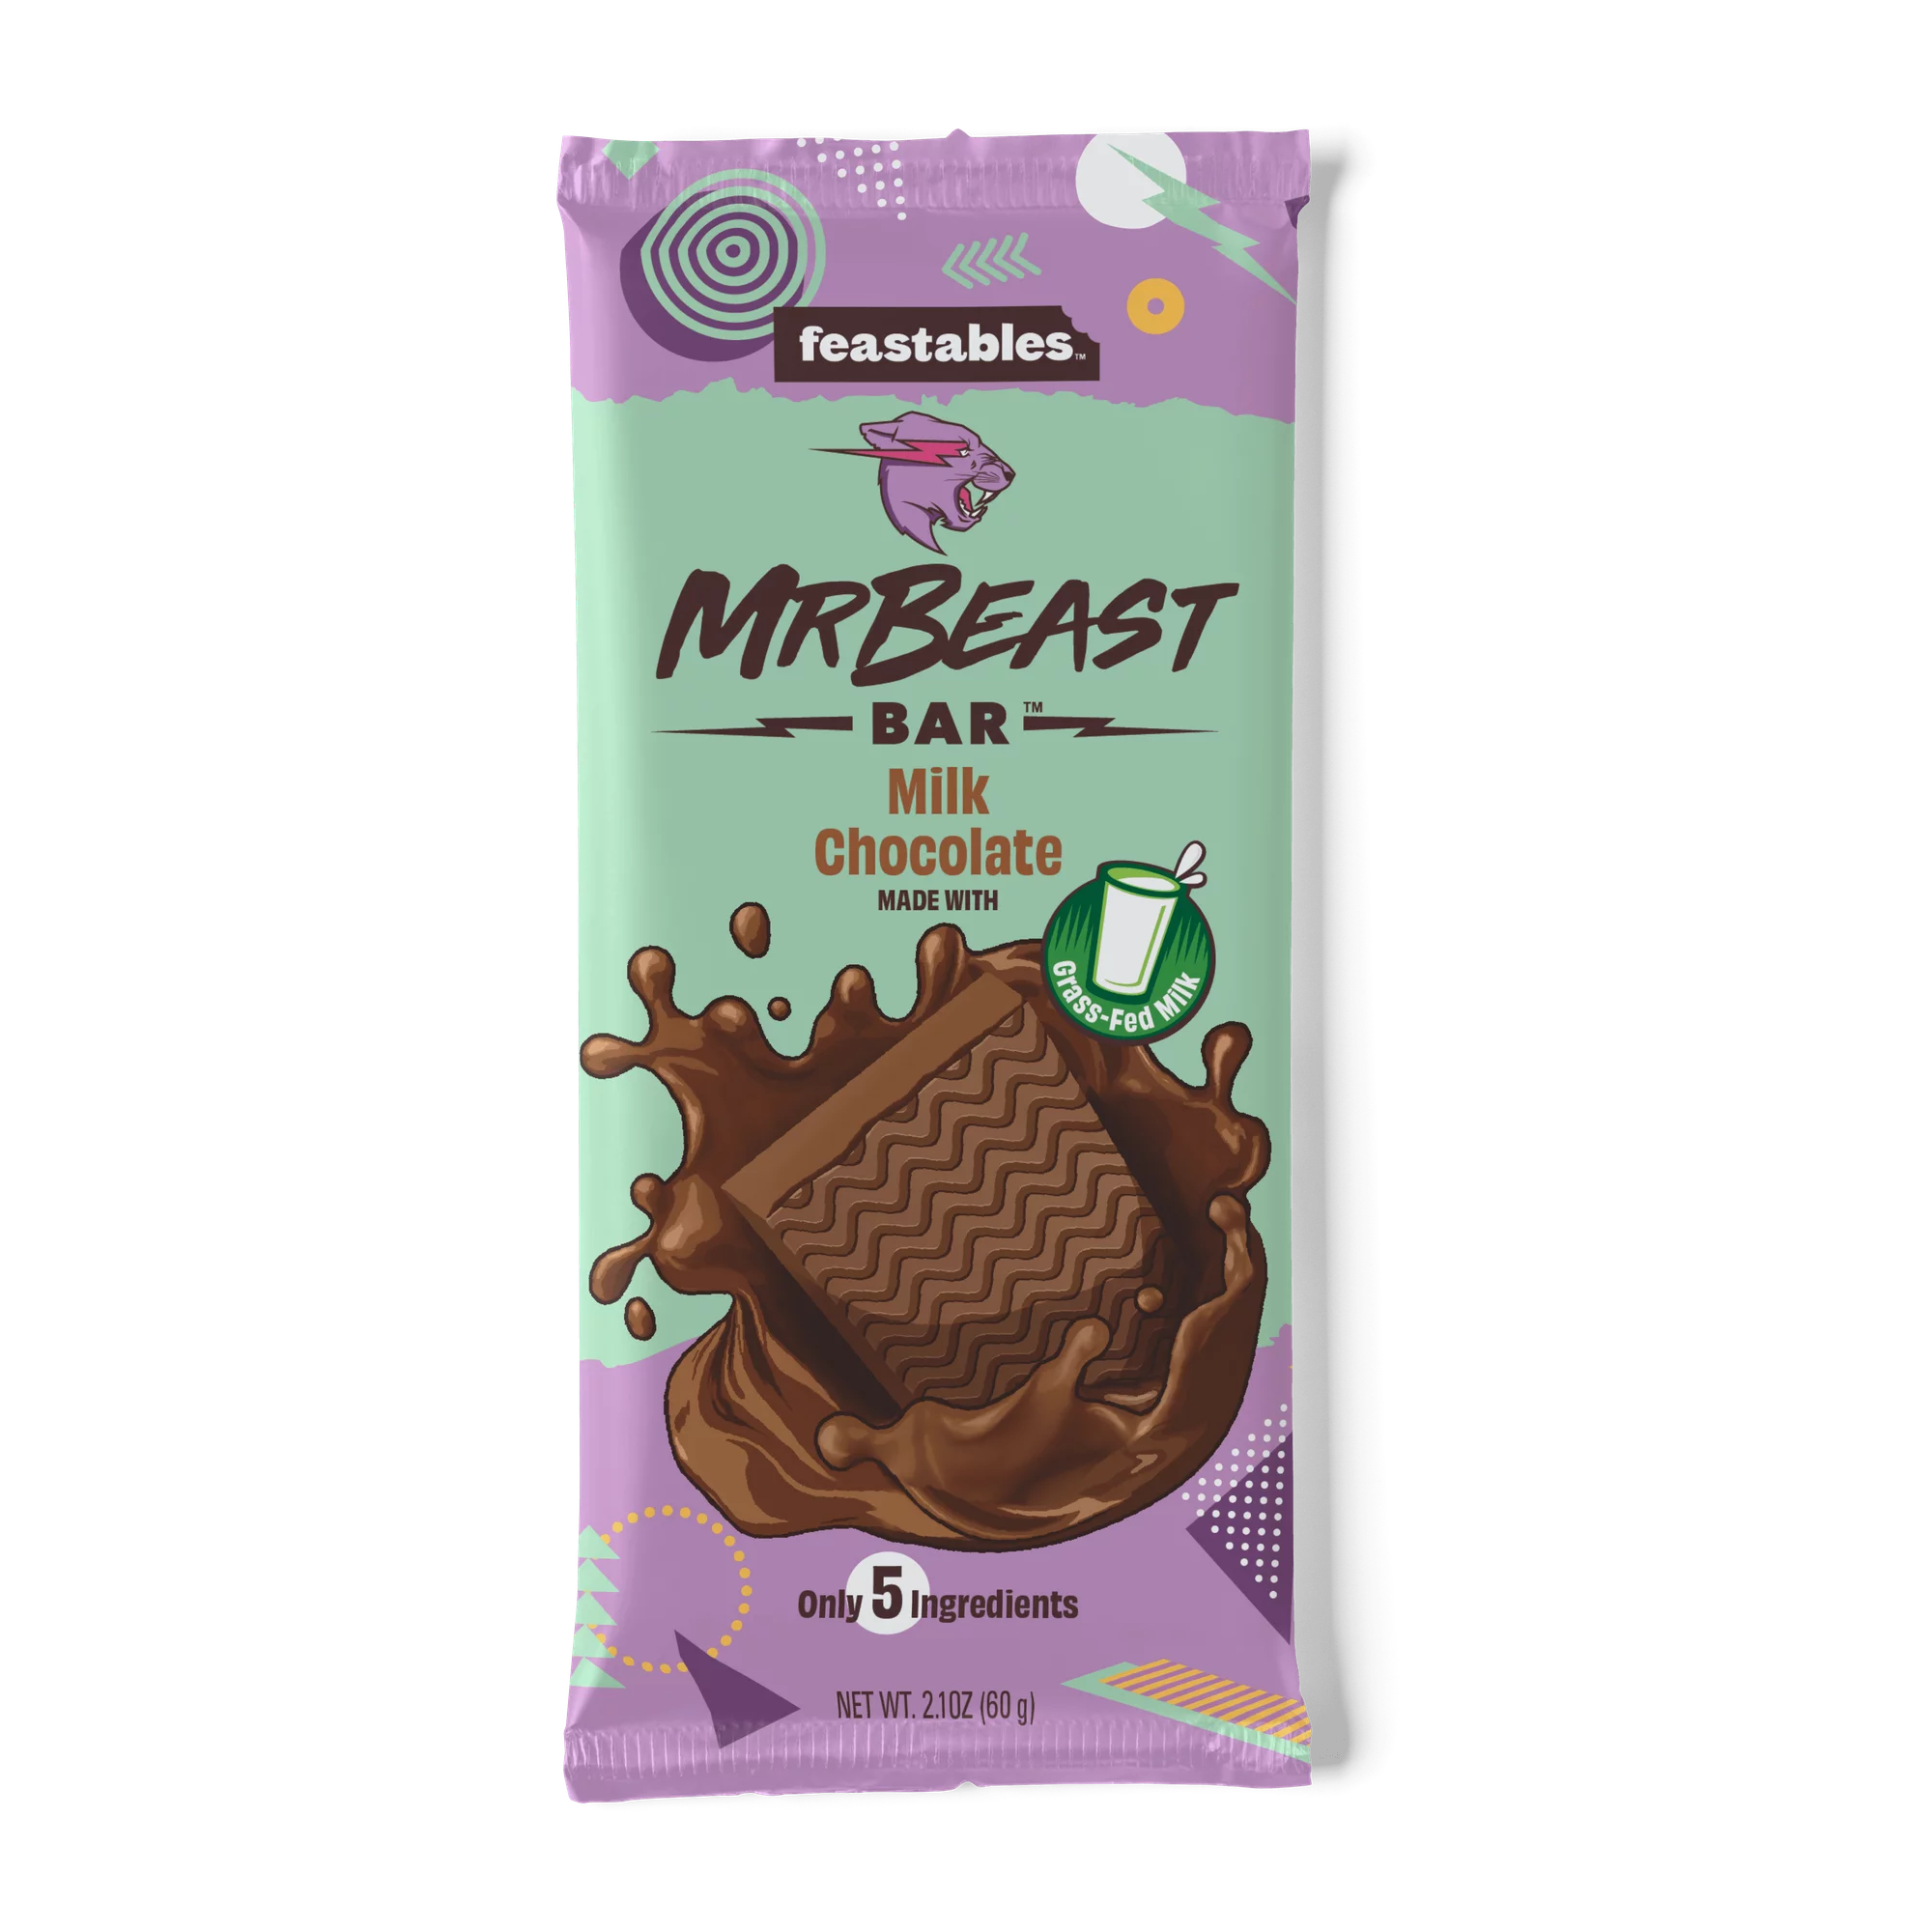 feastables™
MRBEAST
BAR™
Milk
Chocolate
MADE WITH
Grass-Fed Milk
Only 5 Ingredients
NET WT. 2.1OZ (60 g)